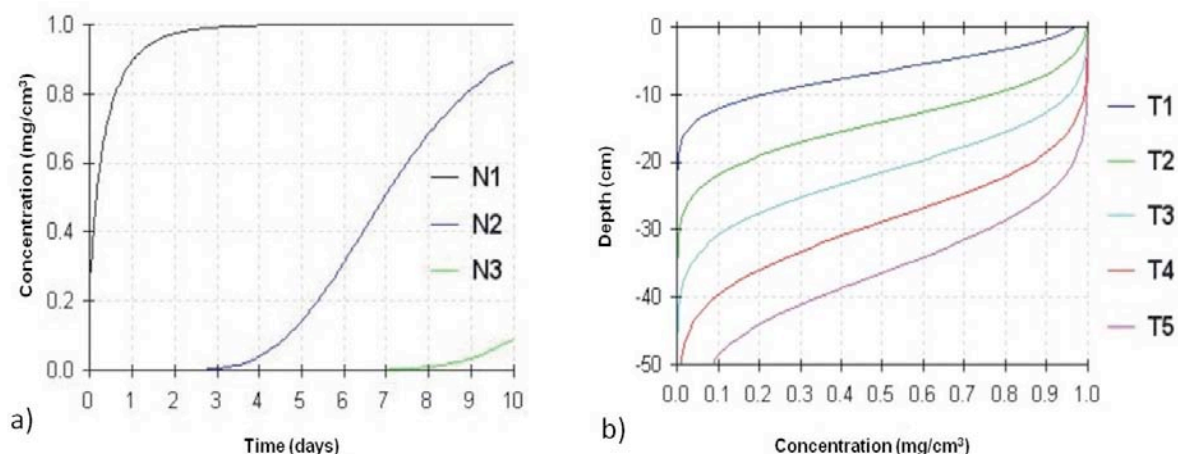 Concentration (mg/cm³)
1.0
0.8
0.6
0.4
0.2
0.0
0 1 2 3 4 5 6 7 8 9 10
Time (days)
N1
N2
N3
a)
Depth (cm)
0
-10
-20
-30
-40
-50
0.0 0.1 0.2 0.3 0.4 0.5 0.6 0.7 0.8 0.9 1.0
Concentration (mg/cm³)
T1
T2
T3
T4
T5
b)